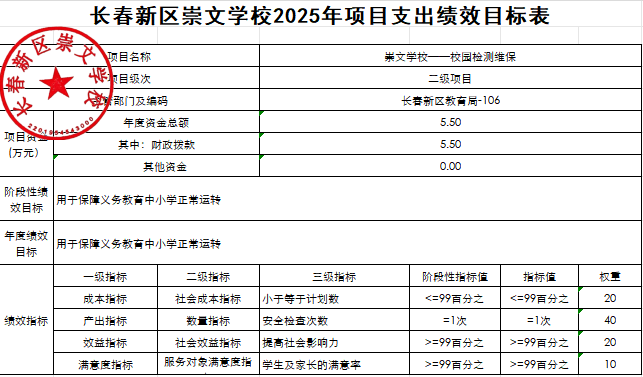 长春新区崇文学校2025年项目支出绩效目标表
长春新区崇文学校
项目名称 崇文学校——校园检测维保
项目级次 二级项目
部门及编码 长春新区教育局-106
项目资金（万元） 年度资金总额 5.50
其中：财政拨款 5.50
其他资金 0.00
阶段性绩效目标 用于保障义务教育中小学正常运转
年度绩效目标 用于保障义务教育中小学正常运转
绩效指标 一级指标 二级指标 三级指标 阶段性指标值 指标值 权重
成本指标 社会成本指标 小于等于计划数 <=99百分之 <=99百分之 20
产出指标 数量指标 安全检查次数 =1次 =1次 40
效益指标 社会效益指标 提高社会影响力 >=99百分之 >=99百分之 20
满意度指标 服务对象满意度指 学生及家长的满意率 >=99百分之 >=99百分之 10